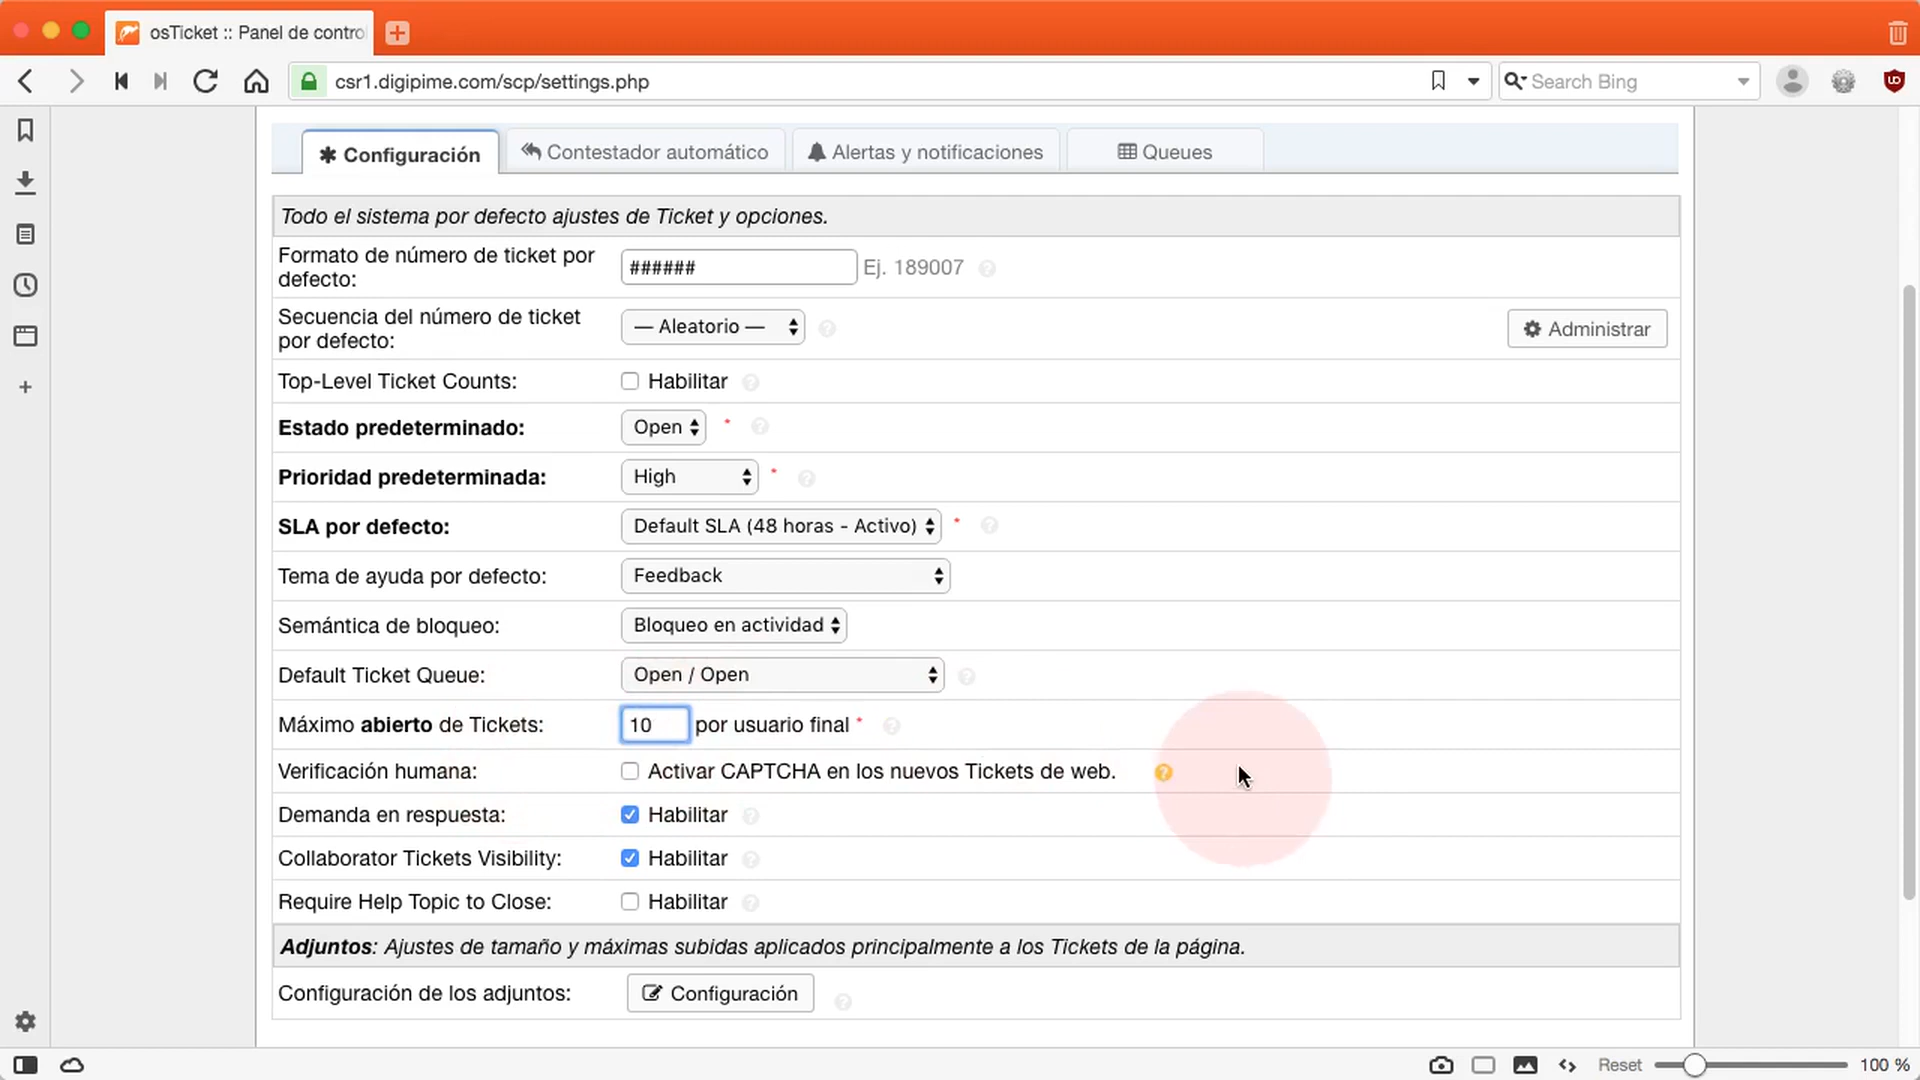 osTicket :: Panel de contro
csr1.digipime.com/scp/settings.php
Search Bing
Configuración
Contestador automático
Alertas y notificaciones
Queues
Todo el sistema por defecto ajustes de Ticket y opciones.
Formato de número de ticket por
defecto:
######
Ej. 189007
Secuencia del número de ticket
por defecto:
— Aleatorio —
Administrar
Top-Level Ticket Counts:
Habilitar
Estado predeterminado:
Open
*
Prioridad predeterminada:
High
*
SLA por defecto:
Default SLA (48 horas - Activo)
*
Tema de ayuda por defecto:
Feedback
Semántica de bloqueo:
Bloqueo en actividad
Default Ticket Queue:
Open / Open
Máximo abierto de Tickets:
10
por usuario final *
Verificación humana:
Activar CAPTCHA en los nuevos Tickets de web.
Demanda en respuesta:
Habilitar
Collaborator Tickets Visibility:
Habilitar
Require Help Topic to Close:
Habilitar
Adjuntos: Ajustes de tamaño y máximas subidas aplicados principalmente a los Tickets de la página.
Configuración de los adjuntos:
Configuración
Reset
100 %